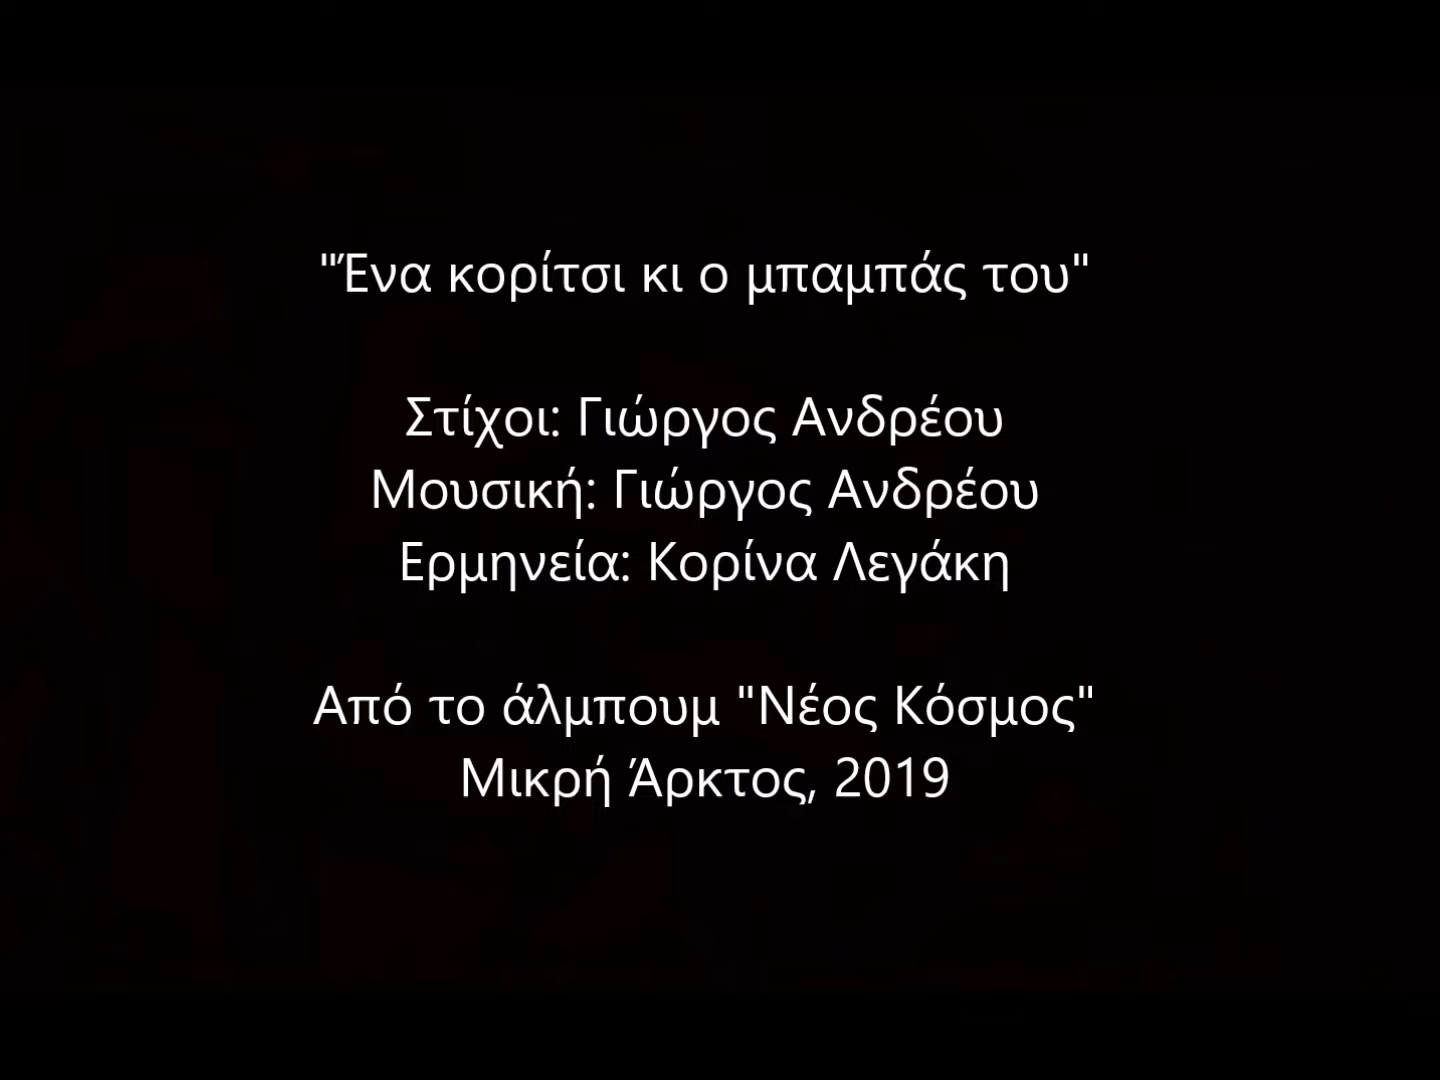 "Ένα κορίτσι κι ο μπαμπάς του"
Στίχοι: Γιώργος Ανδρέου
Μουσική: Γιώργος Ανδρέου
Ερμηνεία: Κορίνα Λεγάκη
Από το άλμπουμ "Νέος Κόσμος"
Μικρή Άρκτος, 2019